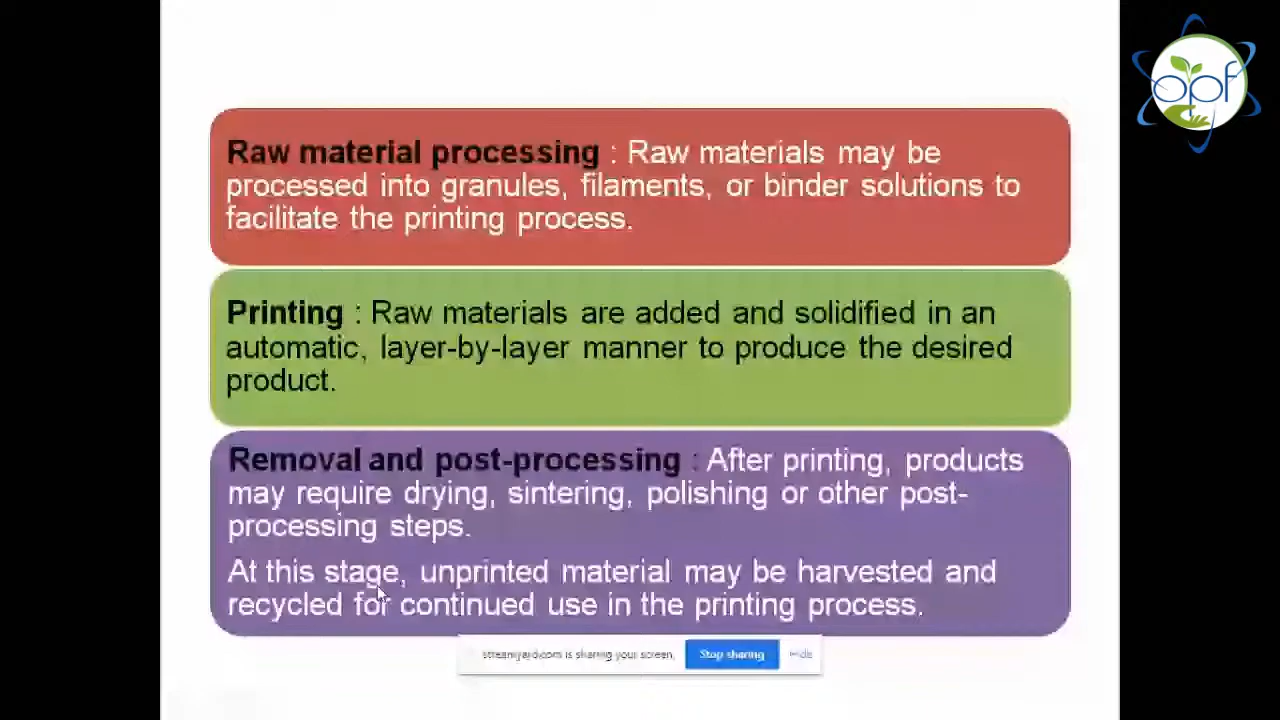 opf
Raw material processing : Raw materials may be
processed into granules, filaments, or binder solutions to
facilitate the printing process.
Printing : Raw materials are added and solidified in an
automatic, layer-by-layer manner to produce the desired
product.
Removal and post-processing : After printing, products
may require drying, sintering, polishing or other post-
processing steps.
At this stage, unprinted material may be harvested and
recycled for continued use in the printing process.
streamyard.com is sharing your screen. Stop sharing Hide